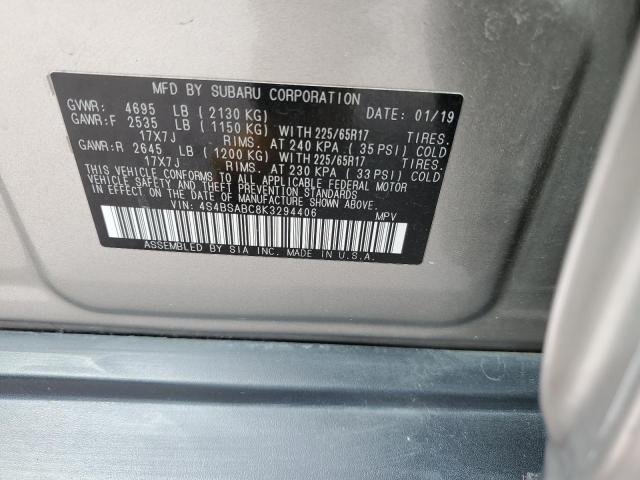 MFD BY SUBARU CORPORATION
GVWR: 4695 LB ( 2130 KG) DATE: 01/19
GAWR:F 2535 LB ( 1150 KG) WITH 225/65R17 TIRES.
17X7J RIMS. AT 240 KPA ( 35 PSI) COLD
GAWR:R 2645 LB ( 1200 KG) WITH 225/65R17 TIRES.
17X7J RIMS. AT 230 KPA ( 33 PSI) COLD
THIS VEHICLE CONFORMS TO ALL APPLICABLE FEDERAL MOTOR
VEHICLE SAFETY AND THEFT PREVENTION STANDARDS
IN EFFECT ON THE DATE OF MANUFACTURE SHOWN ABOVE.
VIN: 4S4BSABC8K3294406 MPV
ASSEMBLED BY SIA INC. MADE IN U.S.A.